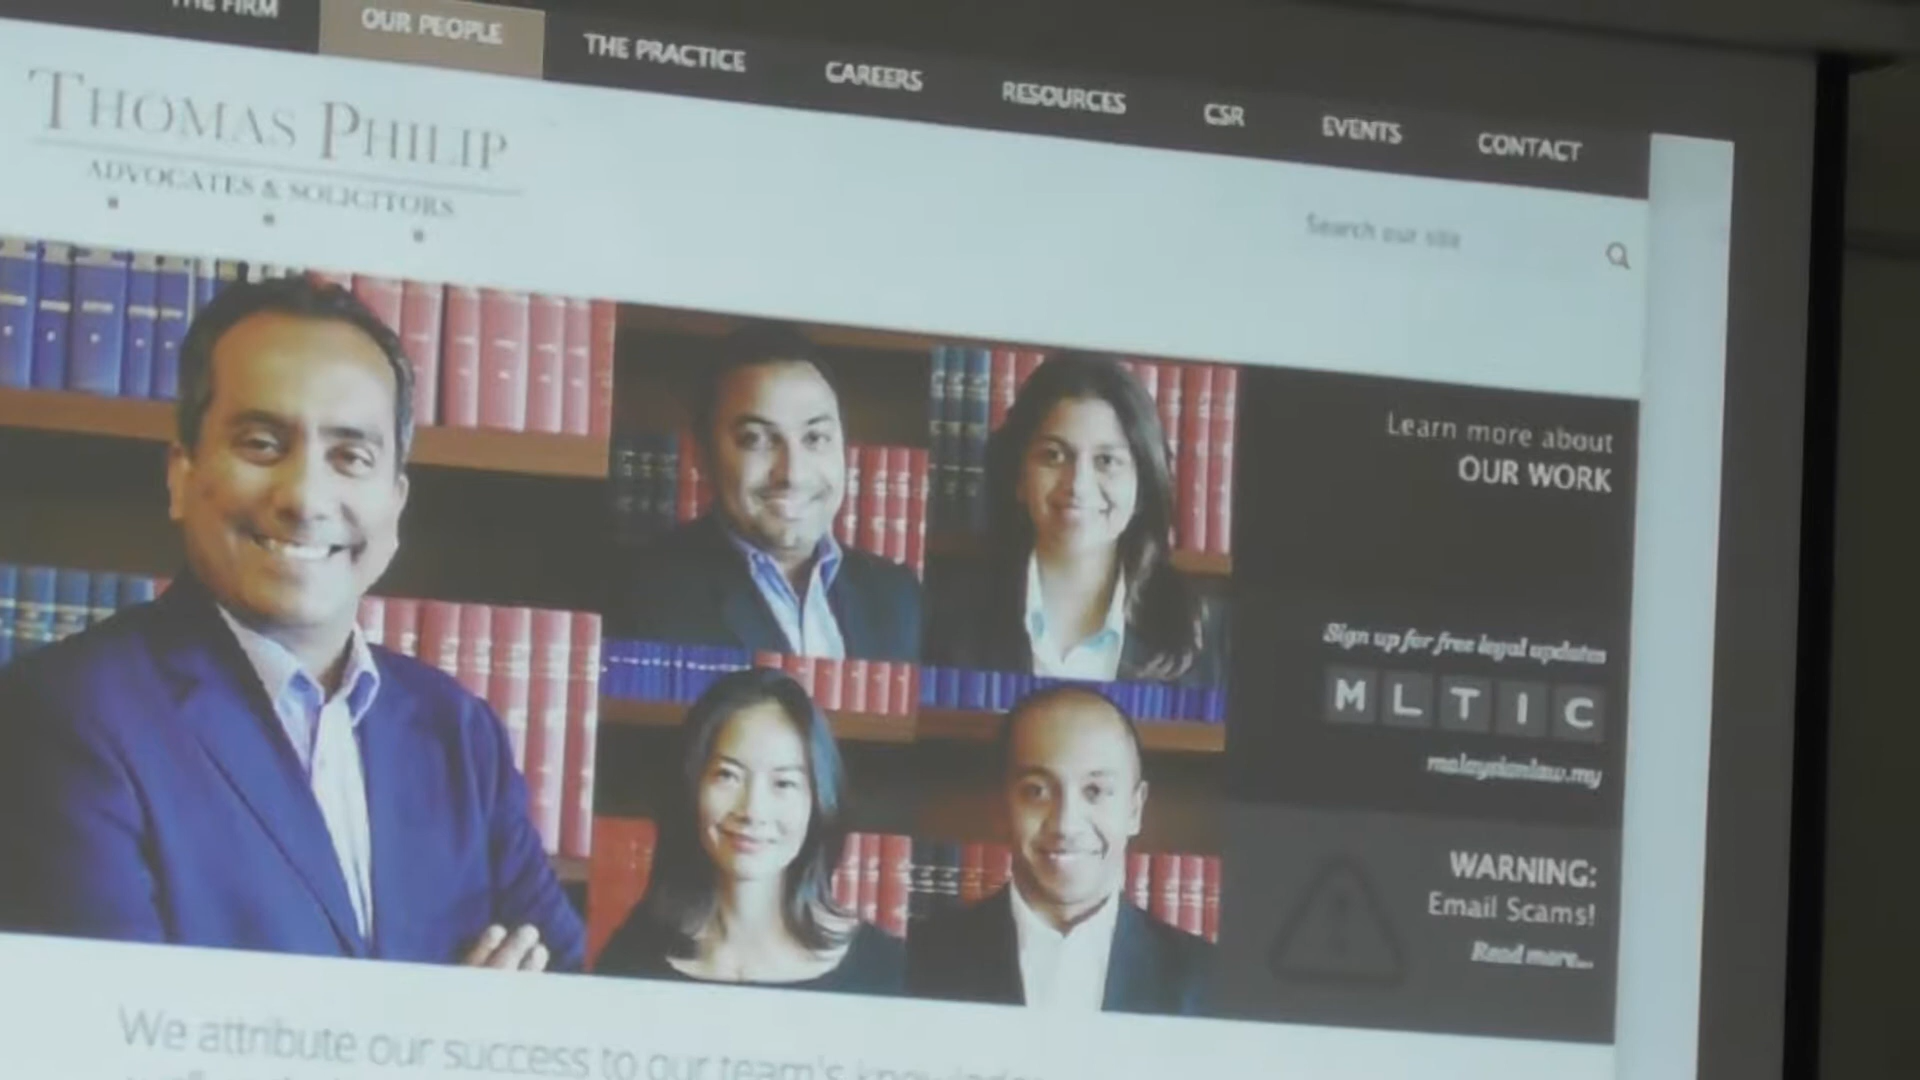 THE FIRM
OUR PEOPLE
THE PRACTICE
CAREERS
RESOURCES
CSR
EVENTS
CONTACT
THOMAS PHILIP
ADVOCATES & SOLICITORS
Search our site
Learn more about
OUR WORK
Sign up for free legal updates
M L T I C
malaysianlaw.my
WARNING:
Email Scams!
Read more...
We attribute our success to our team's